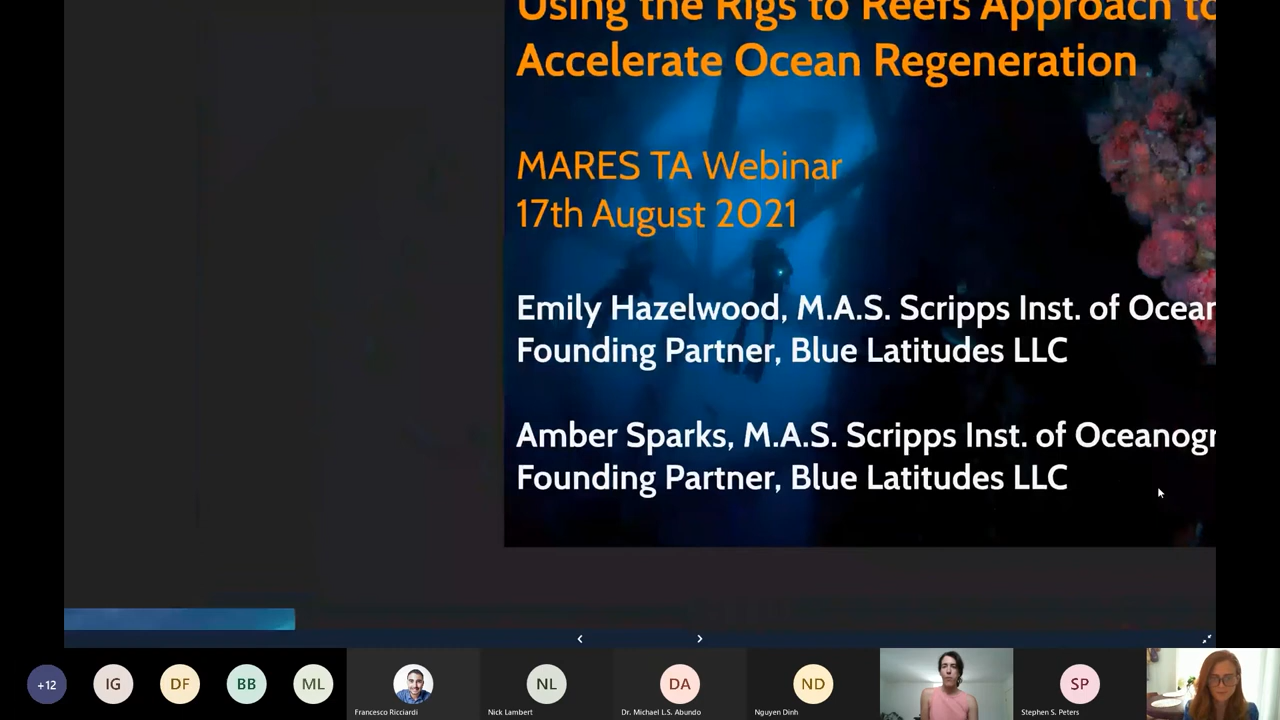 Using the Rigs to Reefs Approach to
Accelerate Ocean Regeneration
MARES TA Webinar
17th August 2021
Emily Hazelwood, M.A.S. Scripps Inst. of Ocean
Founding Partner, Blue Latitudes LLC
Amber Sparks, M.A.S. Scripps Inst. of Oceanogr
Founding Partner, Blue Latitudes LLC
+12
IG
DF
BB
ML
Francesco Ricciardi
NL
Nick Lambert
DA
Dr. Michael L.S. Abundo
ND
Nguyen Dinh
SP
Stephen S. Peters